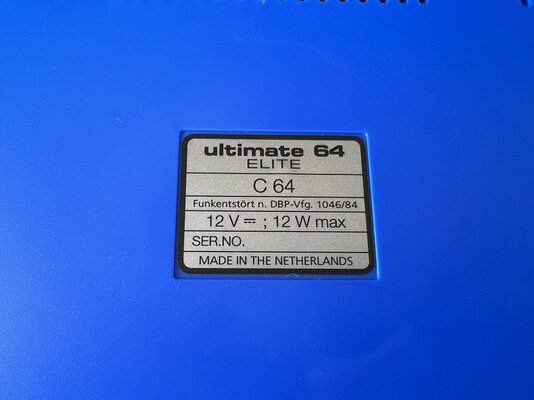 ultimate 64
ELITE
C 64
Funkentstört n. DBP-Vfg. 1046/84
12 V ⎓ ; 12 W max
SER.NO.
MADE IN THE NETHERLANDS